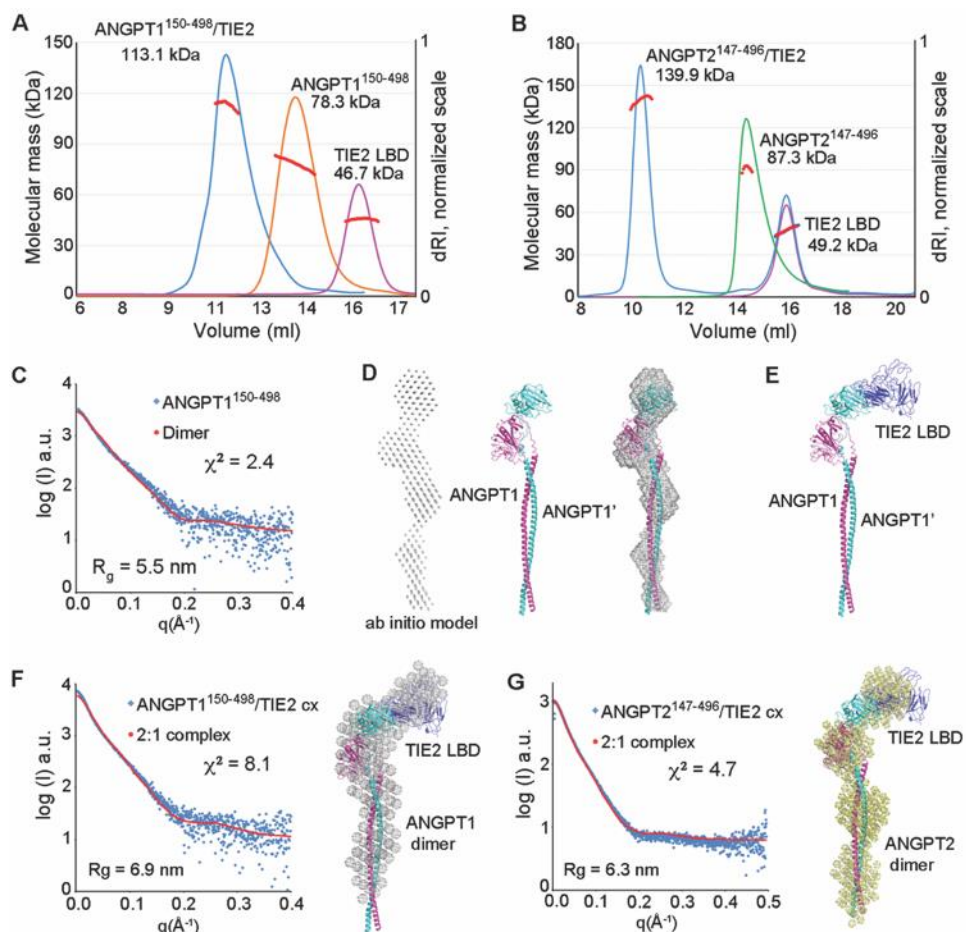 A
ANGPT1¹⁵⁰⁻⁴⁹⁸/TIE2
113.1 kDa
ANGPT1¹⁵⁰⁻⁴⁹⁸
78.3 kDa
TIE2 LBD
46.7 kDa
Molecular mass (kDa)
150
120
90
60
30
0
1
0
dRI, normalized scale
6 7 9 11 13 14 16 17
Volume (ml)
B
ANGPT2¹⁴⁷⁻⁴⁹⁶/TIE2
139.9 kDa
ANGPT2¹⁴⁷⁻⁴⁹⁶
87.3 kDa
TIE2 LBD
49.2 kDa
Molecular mass (kDa)
180
150
120
90
60
30
0
1
0
dRI, normalized scale
8 10 12 14 16 18 20
Volume (ml)
C
ANGPT1¹⁵⁰⁻⁴⁹⁸
Dimer
χ² = 2.4
Rg = 5.5 nm
log (I) a.u.
4
3
2
1
0
0.0 0.1 0.2 0.3 0.4
q(Å⁻¹)
D
ANGPT1
ANGPT1'
ab initio model
E
TIE2 LBD
ANGPT1
ANGPT1'
F
ANGPT1¹⁵⁰⁻⁴⁹⁸/TIE2 cx
2:1 complex
χ² = 8.1
Rg = 6.9 nm
log (I) a.u.
4
3
2
1
0
0.0 0.1 0.2 0.3 0.4
q(Å⁻¹)
TIE2 LBD
ANGPT1
dimer
G
ANGPT2¹⁴⁷⁻⁴⁹⁶/TIE2 cx
2:1 complex
χ² = 4.7
Rg = 6.3 nm
log (I) a.u.
3
2
1
0
0.0 0.1 0.2 0.3 0.4 0.5
q(Å⁻¹)
TIE2 LBD
ANGPT2
dimer